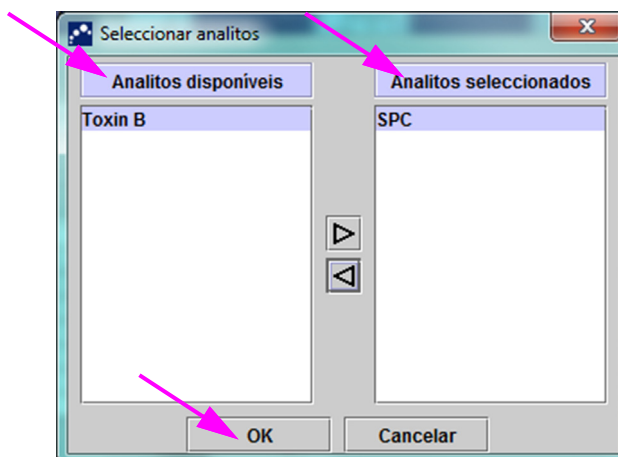 Seleccionar analitos
Analitos disponíveis
Analitos seleccionados
Toxin B
SPC
OK
Cancelar